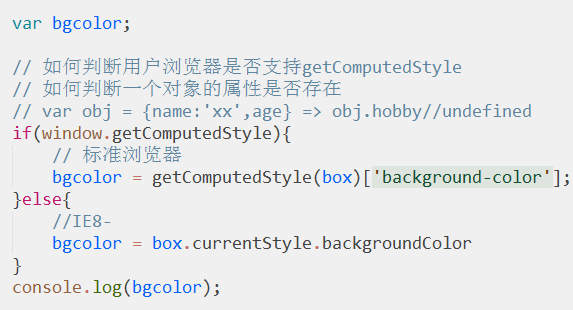 var bgcolor;
// 如何判断用户浏览器是否支持getComputedStyle
// 如何判断一个对象的属性是否存在
// var obj = {name:'xx',age} => obj.hobby//undefined
if(window.getComputedStyle){
    // 标准浏览器
    bgcolor = getComputedStyle(box)['background-color'];
}else{
    //IE8-
    bgcolor = box.currentStyle.backgroundColor
}
console.log(bgcolor);